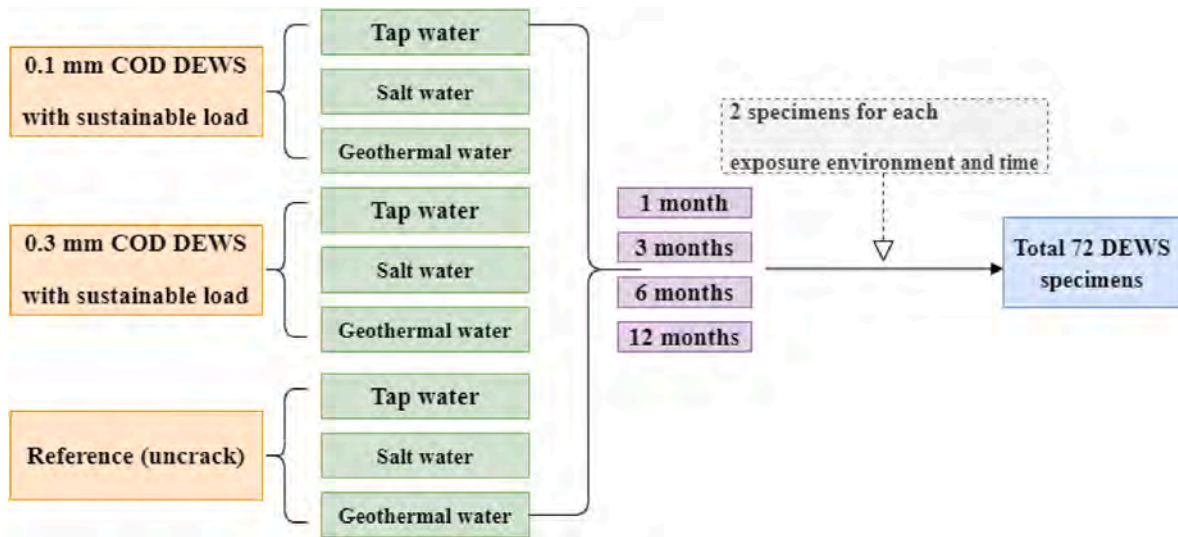 0.1 mm COD DEWS
with sustainable load
Tap water
Salt water
Geothermal water
0.3 mm COD DEWS
with sustainable load
Tap water
Salt water
Geothermal water
Reference (uncrack)
Tap water
Salt water
Geothermal water
1 month
3 months
6 months
12 months
2 specimens for each
exposure environment and time
Total 72 DEWS
specimens